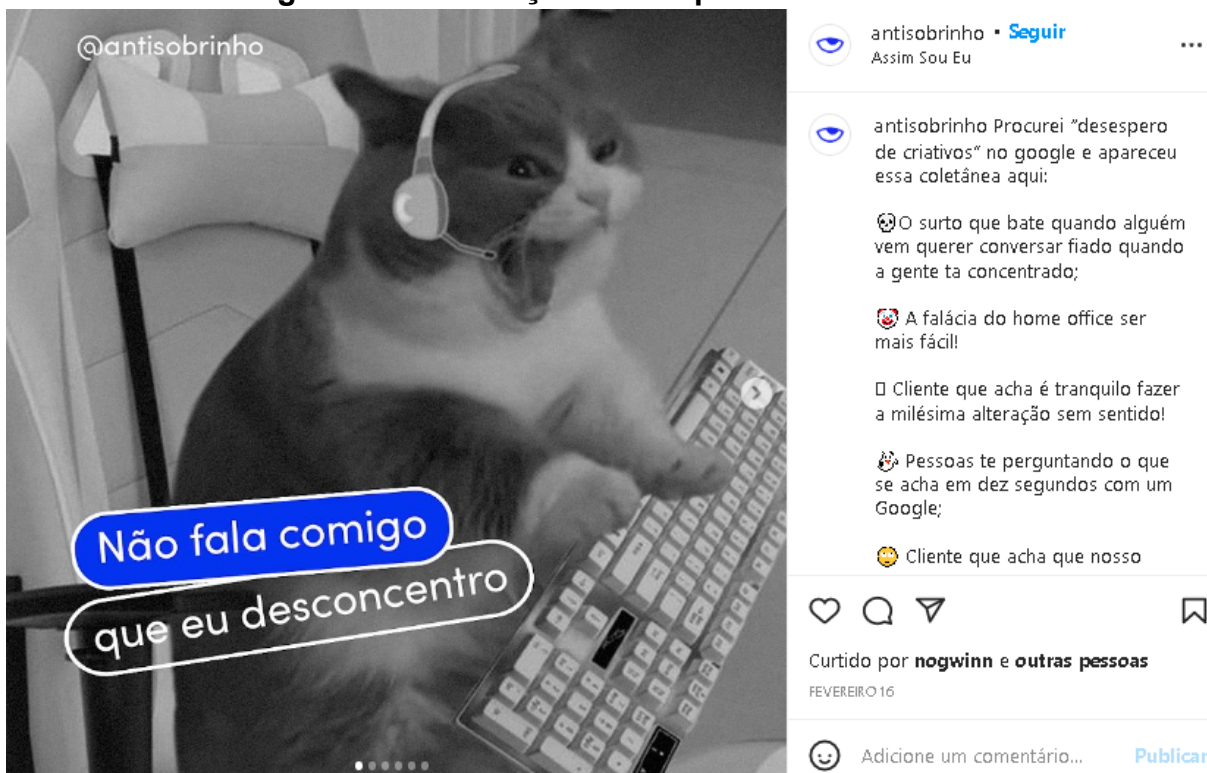 @antisobrinho
Não fala comigo
que eu desconcentro
antisobrinho • Seguir
Assim Sou Eu
antisobrinho Procurei "desespero
de criativos" no google e apareceu
essa coletânea aqui:
💀O surto que bate quando alguém
vem querer conversar fiado quando
a gente ta concentrado;
🤡 A falácia do home office ser
mais fácil!
▯ Cliente que acha é tranquilo fazer
a milésima alteração sem sentido!
Pessoas te perguntando o que
se acha em dez segundos com um
Google;
🙄 Cliente que acha que nosso
Curtido por nogwinn e outras pessoas
FEVEREIRO 16
Adicione um comentário... Publicar